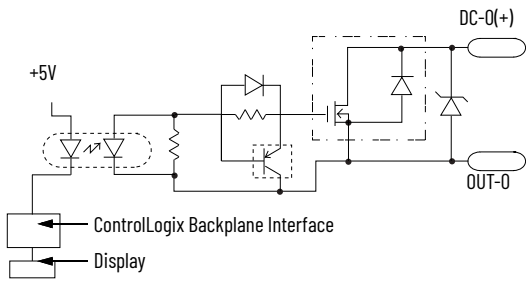 DC-0(+)
+5V
OUT-0
ControlLogix Backplane Interface
Display